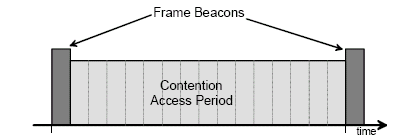 Frame Beacons
Contention
Access Period
time